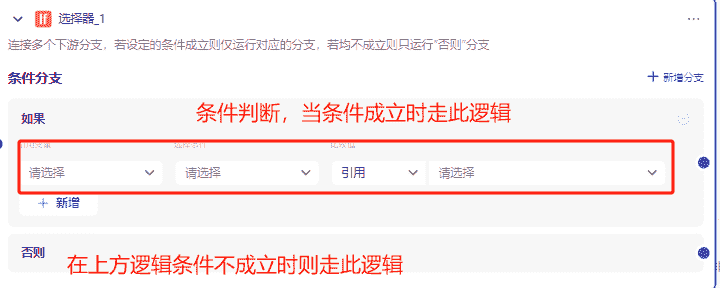 选择器_1
连接多个下游分支，若设定的条件成立则仅运行对应的分支，若均不成立则只运行“否则”分支
条件分支 新增分支
如果
条件判断，当条件成立时走此逻辑
请选择 请选择 引用 请选择
新增
否则
在上方逻辑条件不成立时则走此逻辑